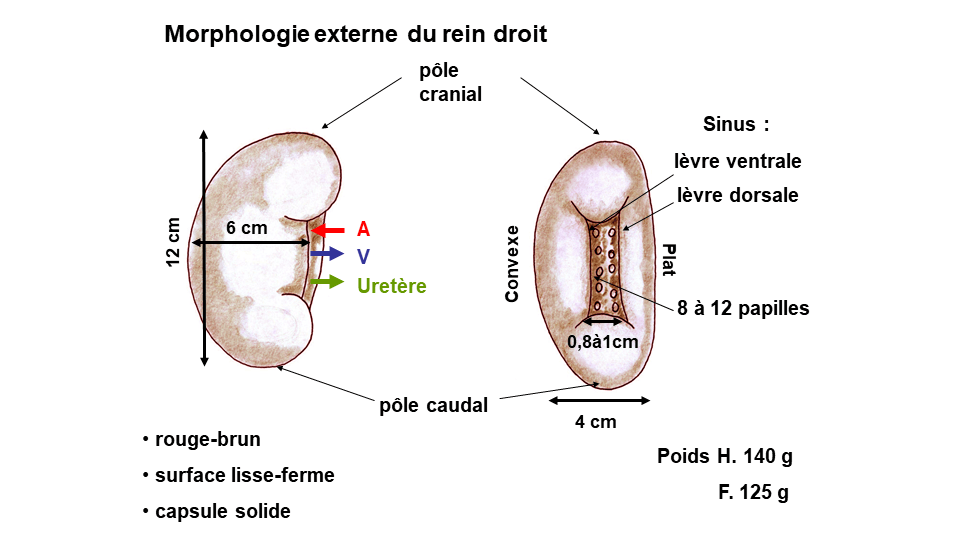 Morphologie externe du rein droit
pôle
cranial
Sinus :
lèvre ventrale
lèvre dorsale
12 cm
6 cm
A
V
Uretère
Convexe
Plat
8 à 12 papilles
0,8à1cm
pôle caudal
4 cm
• rouge-brun
• surface lisse-ferme
• capsule solide
Poids H. 140 g
F. 125 g